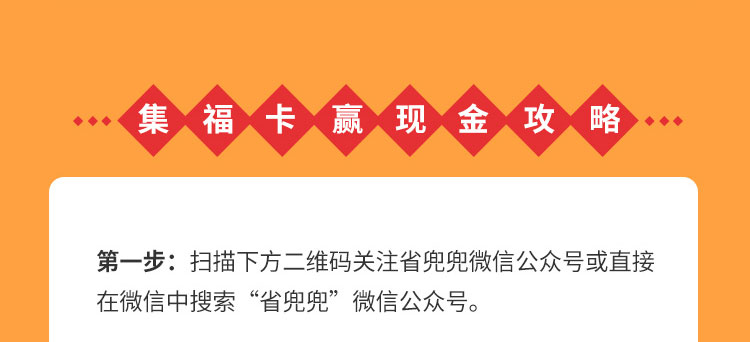 集福卡赢现金攻略
第一步：扫描下方二维码关注省兜兜微信公众号或直接
在微信中搜索“省兜兜”微信公众号。